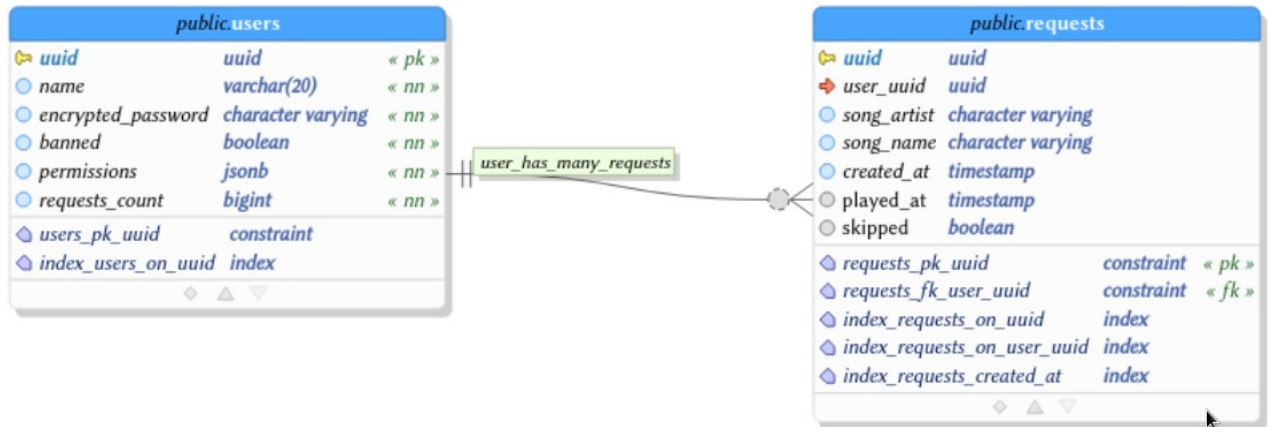 public.users
uuid uuid « pk »
name varchar(20) « nn »
encrypted_password character varying « nn »
banned boolean « nn »
permissions jsonb « nn »
requests_count bigint « nn »
users_pk_uuid constraint
index_users_on_uuid index
user_has_many_requests
public.requests
uuid uuid
user_uuid uuid
song_artist character varying
song_name character varying
created_at timestamp
played_at timestamp
skipped boolean
requests_pk_uuid constraint « pk »
requests_fk_user_uuid constraint « fk »
index_requests_on_uuid index
index_requests_on_user_uuid index
index_requests_created_at index